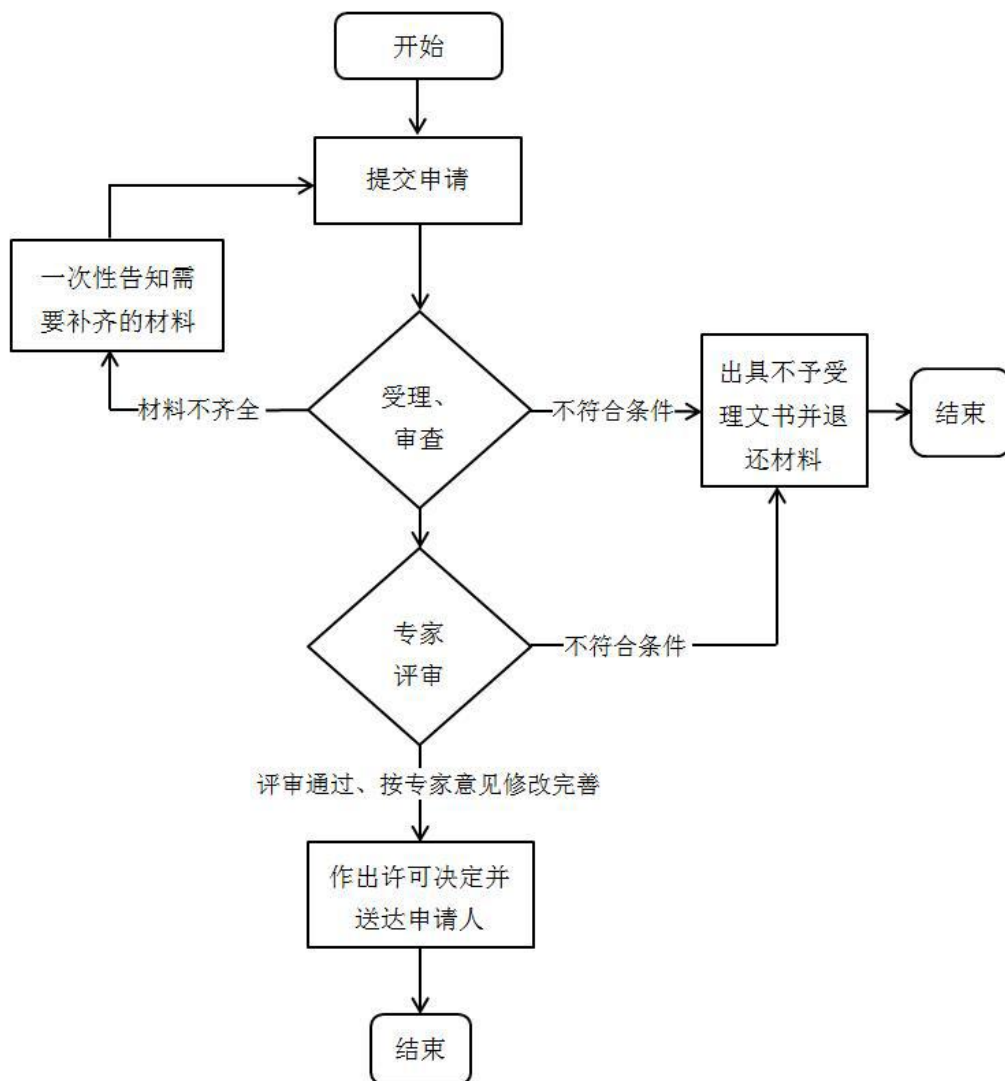 开始
提交申请
一次性告知需
要补齐的材料
受理、
审查
材料不齐全
不符合条件
出具不予受
理文书并退
还材料
结束
专家
评审
不符合条件
评审通过、按专家意见修改完善
作出许可决定并
送达申请人
结束